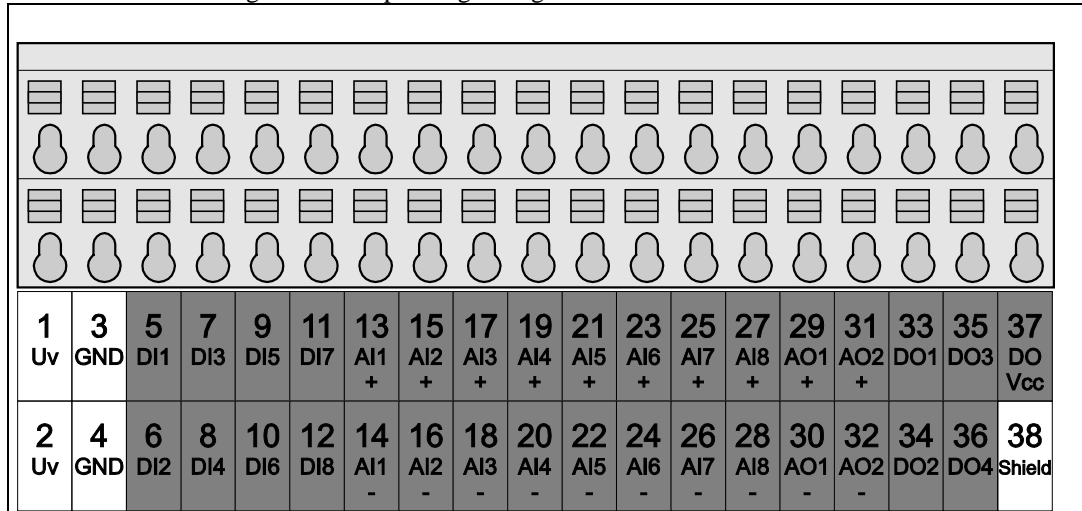 1 3 5 7 9 11 13 15 17 19 21 23 25 27 29 31 33 35 37
Uv GND DI1 DI3 DI5 DI7 AI1 AI2 AI3 AI4 AI5 AI6 AI7 AI8 AO1 AO2 DO1 DO3 DO
+ + + + + + + + + + Vcc
2 4 6 8 10 12 14 16 18 20 22 24 26 28 30 32 34 36 38
Uv GND DI2 DI4 DI6 DI8 AI1 AI2 AI3 AI4 AI5 AI6 AI7 AI8 AO1 AO2 DO2 DO4 Shield
- - - - - - - - - -